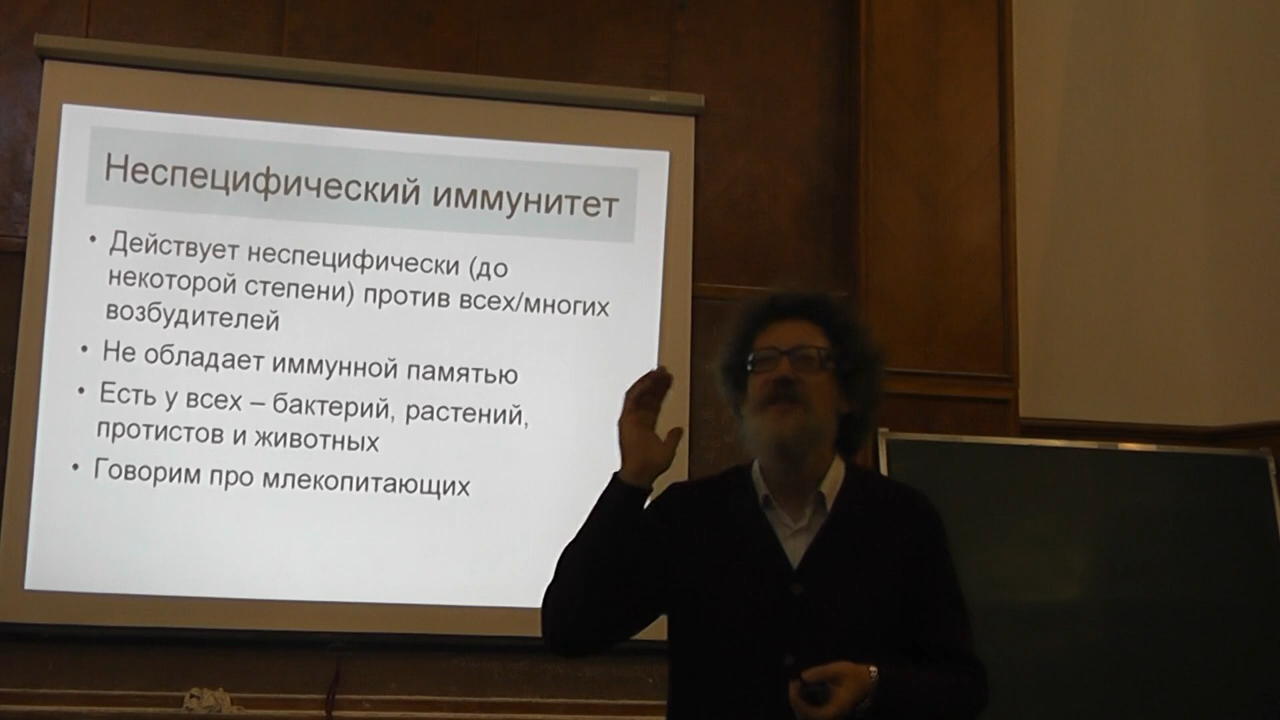 Неспецифический иммунитет
• Действует неспецифически (до
некоторой степени) против всех/многих
возбудителей
• Не обладает иммунной памятью
• Есть у всех – бактерий, растений,
протистов и животных
• Говорим про млекопитающих